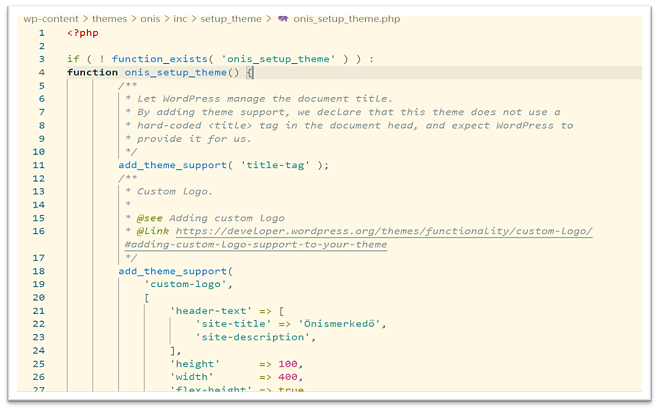 wp-content > themes > onis > inc > setup_theme > onis_setup_theme.php
1 <?php
2
3 if ( ! function_exists( 'onis_setup_theme' ) ) :
4 function onis_setup_theme() {
5 /**
6 * Let WordPress manage the document title.
7 * By adding theme support, we declare that this theme does not use a
8 * hard-coded <title> tag in the document head, and expect WordPress to
9 * provide it for us.
10 */
11 add_theme_support( 'title-tag' );
12 /**
13 * Custom logo.
14 *
15 * @see Adding custom logo
16 * @link https://developer.wordpress.org/themes/functionality/custom-logo/
#adding-custom-logo-support-to-your-theme
17 */
18 add_theme_support(
19 'custom-logo',
20 [
21 'header-text' => [
22 'site-title' => 'Önismerkedő',
23 'site-description',
24 ],
25 'height' => 100,
26 'width' => 400,
27 'flex-height' => true